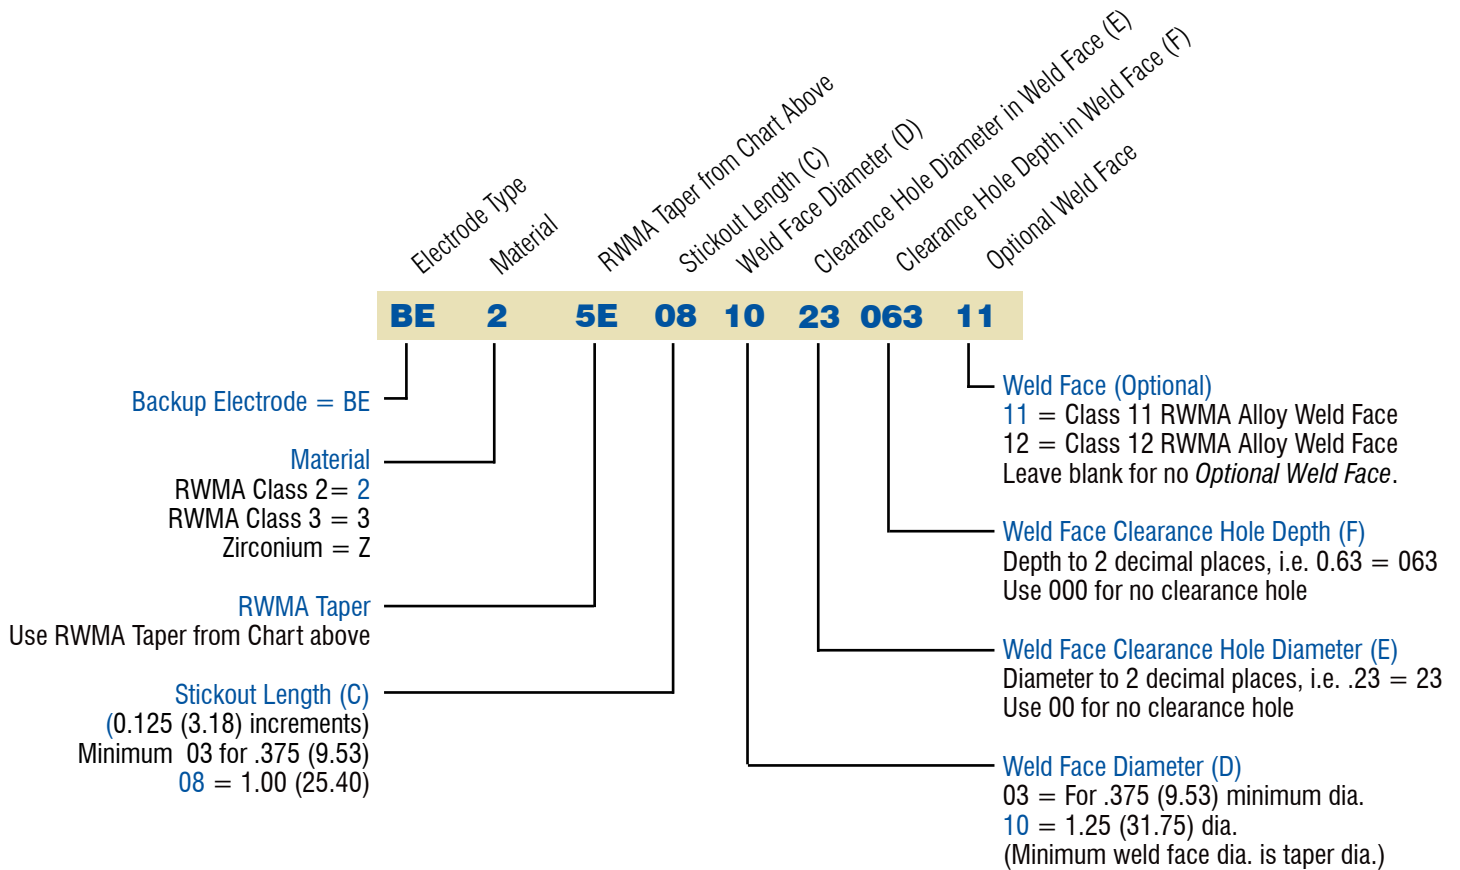 Electrode Type
Material
RWMA Taper from Chart Above
Stickout Length (C)
Weld Face Diameter (D)
Clearance Hole Diameter in Weld Face (E)
Clearance Hole Depth in Weld Face (F)
Optional Weld Face
BE 2 5E 08 10 23 063 11
Backup Electrode = BE
Material
RWMA Class 2= 2
RWMA Class 3 = 3
Zirconium = Z
RWMA Taper
Use RWMA Taper from Chart above
Stickout Length (C)
(0.125 (3.18) increments)
Minimum 03 for .375 (9.53)
08 = 1.00 (25.40)
Weld Face (Optional)
11 = Class 11 RWMA Alloy Weld Face
12 = Class 12 RWMA Alloy Weld Face
Leave blank for no Optional Weld Face.
Weld Face Clearance Hole Depth (F)
Depth to 2 decimal places, i.e. 0.63 = 063
Use 000 for no clearance hole
Weld Face Clearance Hole Diameter (E)
Diameter to 2 decimal places, i.e. .23 = 23
Use 00 for no clearance hole
Weld Face Diameter (D)
03 = For .375 (9.53) minimum dia.
10 = 1.25 (31.75) dia.
(Minimum weld face dia. is taper dia.)